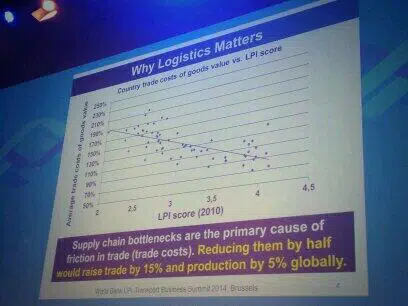 Why Logistics Matters
Country trade costs of goods value vs. LPI score
Average trade costs of goods value
250%
230%
210%
190%
170%
150%
130%
110%
90%
70%
50%
2
2,5
3
3,5
4
4,5
LPI score (2010)
Supply chain bottlenecks are the primary cause of
friction in trade (trade costs). Reducing them by half
would raise trade by 15% and production by 5% globally.
World Bank LPI, Transport Business Summit 2014, Brussels
4